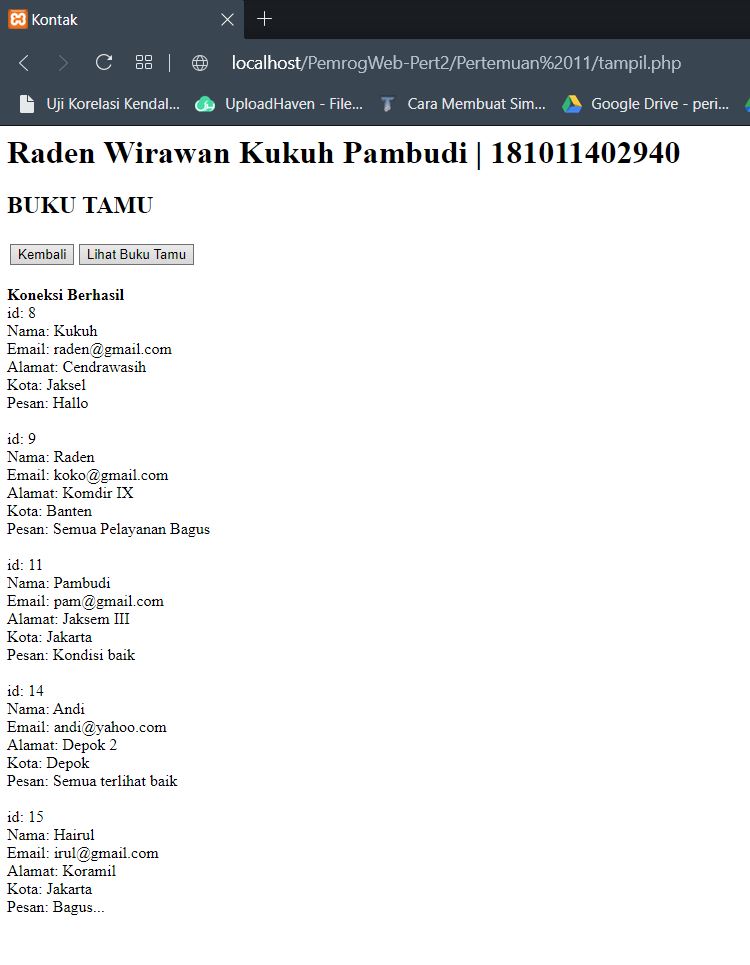 Kontak
localhost/PemrogWeb-Pert2/Pertemuan%2011/tampil.php
Uji Korelasi Kendal... UploadHaven - File... Cara Membuat Sim... Google Drive - peri...
Raden Wirawan Kukuh Pambudi | 181011402940
BUKU TAMU
Kembali Lihat Buku Tamu
Koneksi Berhasil
id: 8
Nama: Kukuh
Email: raden@gmail.com
Alamat: Cendrawasih
Kota: Jaksel
Pesan: Hallo
id: 9
Nama: Raden
Email: koko@gmail.com
Alamat: Komdir IX
Kota: Banten
Pesan: Semua Pelayanan Bagus
id: 11
Nama: Pambudi
Email: pam@gmail.com
Alamat: Jaksem III
Kota: Jakarta
Pesan: Kondisi baik
id: 14
Nama: Andi
Email: andi@yahoo.com
Alamat: Depok 2
Kota: Depok
Pesan: Semua terlihat baik
id: 15
Nama: Hairul
Email: irul@gmail.com
Alamat: Koramil
Kota: Jakarta
Pesan: Bagus...